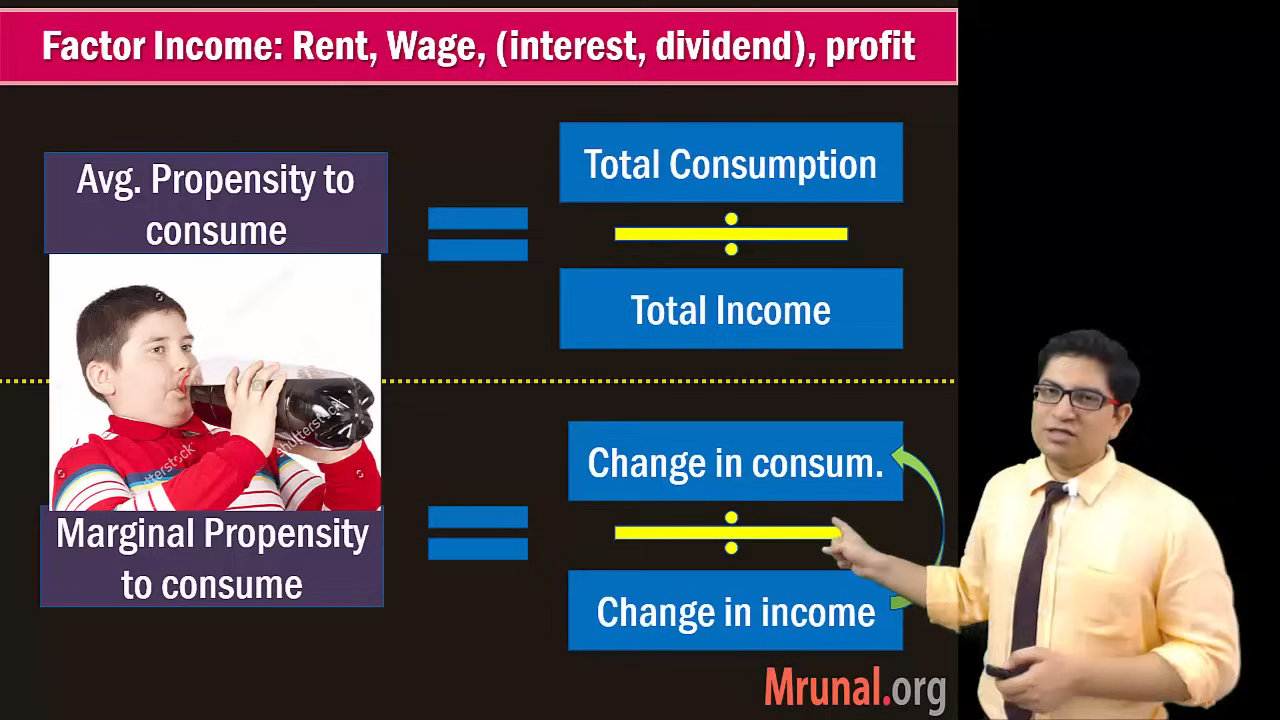 Factor Income: Rent, Wage, (interest, dividend), profit
Avg. Propensity to
consume
Total Consumption
Total Income
shutterstock
Marginal Propensity
to consume
Change in consum.
Change in income
Mrunal.org